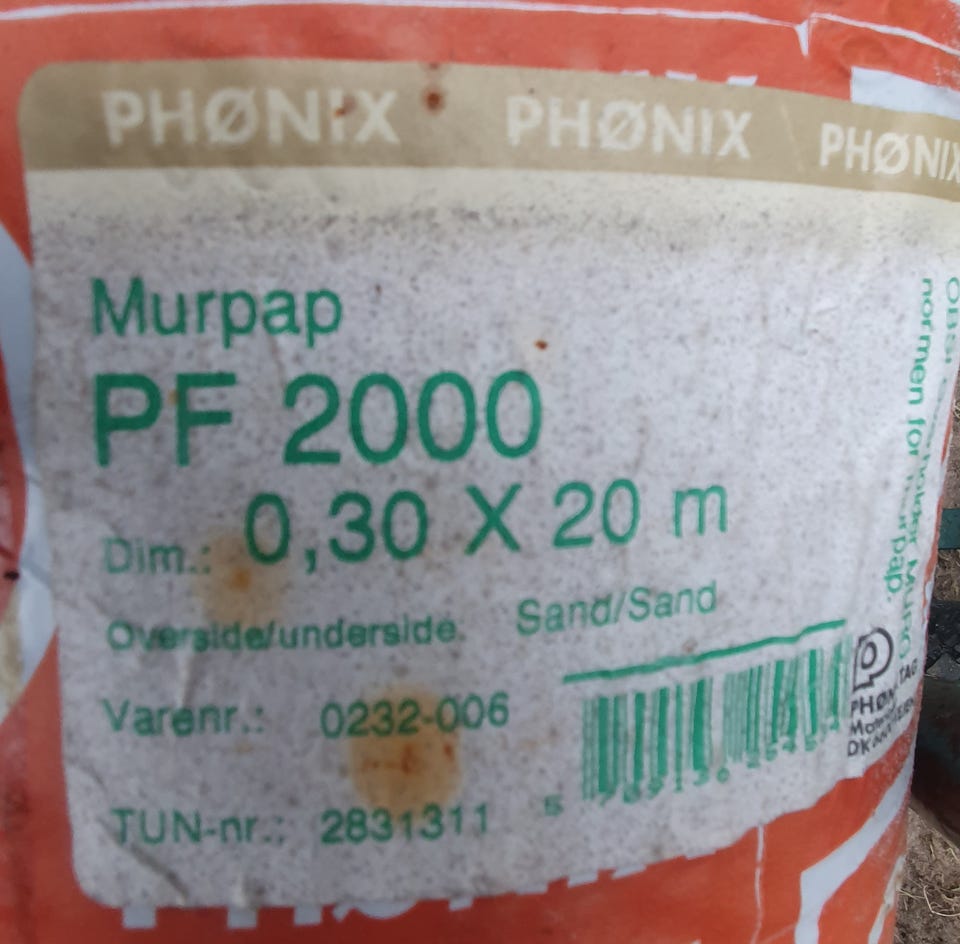 PHØNIX PHØNIX PHØNIX
Murpap
PF 2000
Dim.: 0,30 X 20 m
Overside/underside: Sand/Sand
Varenr.: 0232-006
TUN-nr.: 2831311
normen for murpap.